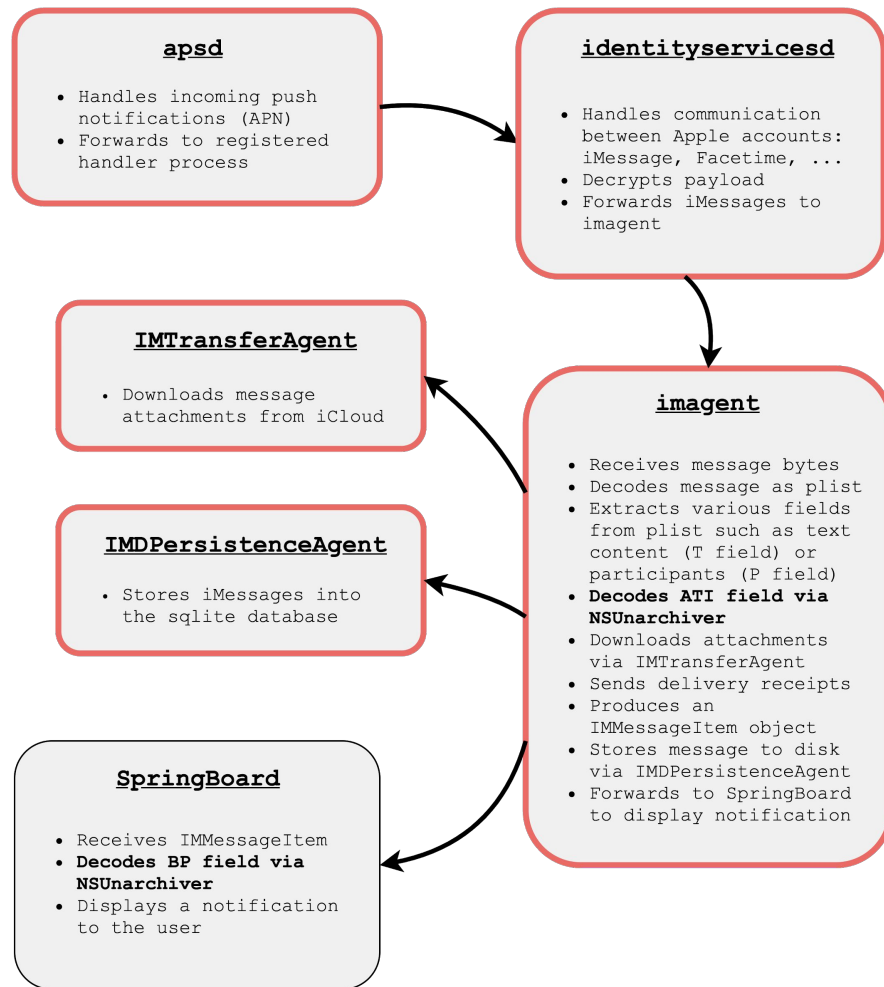 apsd
• Handles incoming push
notifications (APN)
• Forwards to registered
handler process
identityservicesd
• Handles communication
between Apple accounts:
iMessage, Facetime, ...
• Decrypts payload
• Forwards iMessages to
imagent
IMTransferAgent
• Downloads message
attachments from iCloud
IMDPersistenceAgent
• Stores iMessages into
the sqlite database
imagent
• Receives message bytes
• Decodes message as plist
• Extracts various fields
from plist such as text
content (T field) or
participants (P field)
• Decodes ATI field via
NSUnarchiver
• Downloads attachments
via IMTransferAgent
• Sends delivery receipts
• Produces an
IMMessageItem object
• Stores message to disk
via IMDPersistenceAgent
• Forwards to SpringBoard
to display notification
SpringBoard
• Receives IMMessageItem
• Decodes BP field via
NSUnarchiver
• Displays a notification
to the user